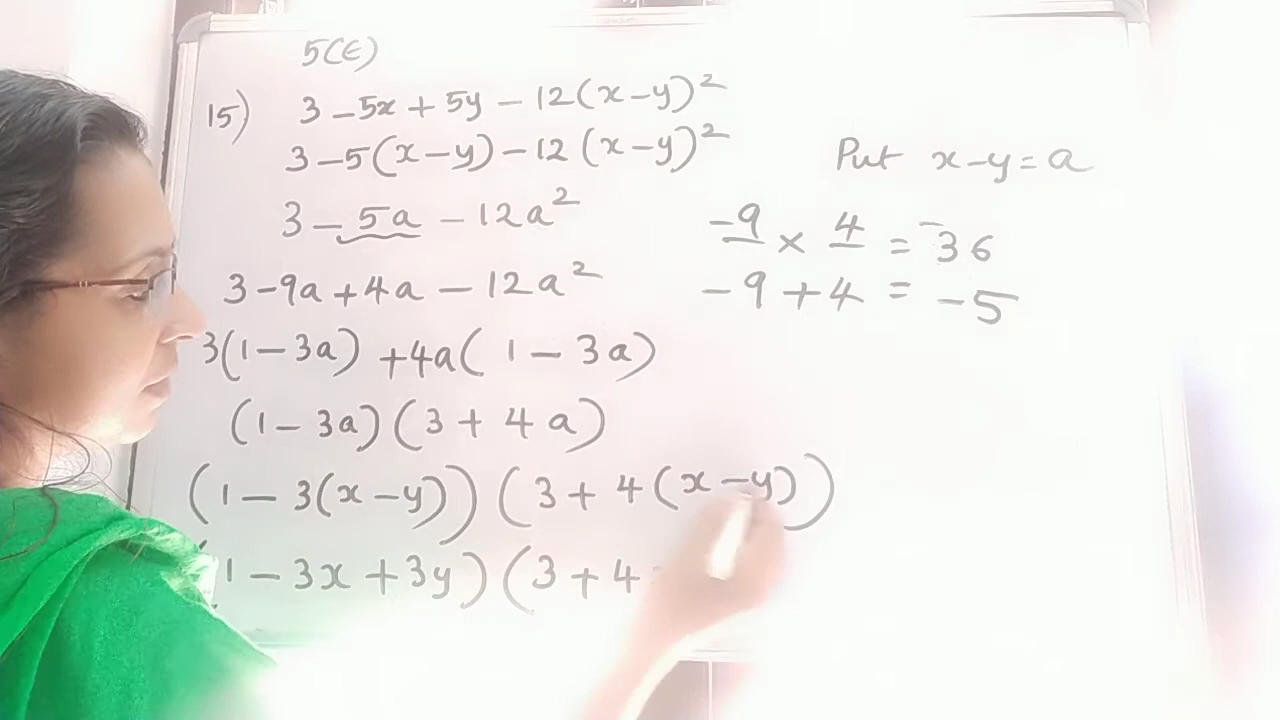 5(E)
15) 3 - 5x + 5y - 12(x-y)²
3 - 5(x-y) - 12(x-y)²
Put x-y = a
3 - 5a - 12a²
-9 × 4 = -36
3 - 9a + 4a - 12a²
-9 + 4 = -5
3(1-3a) + 4a(1-3a)
(1-3a)(3+4a)
(1-3(x-y))(3+4(x-y))
(1-3x+3y)(3+4